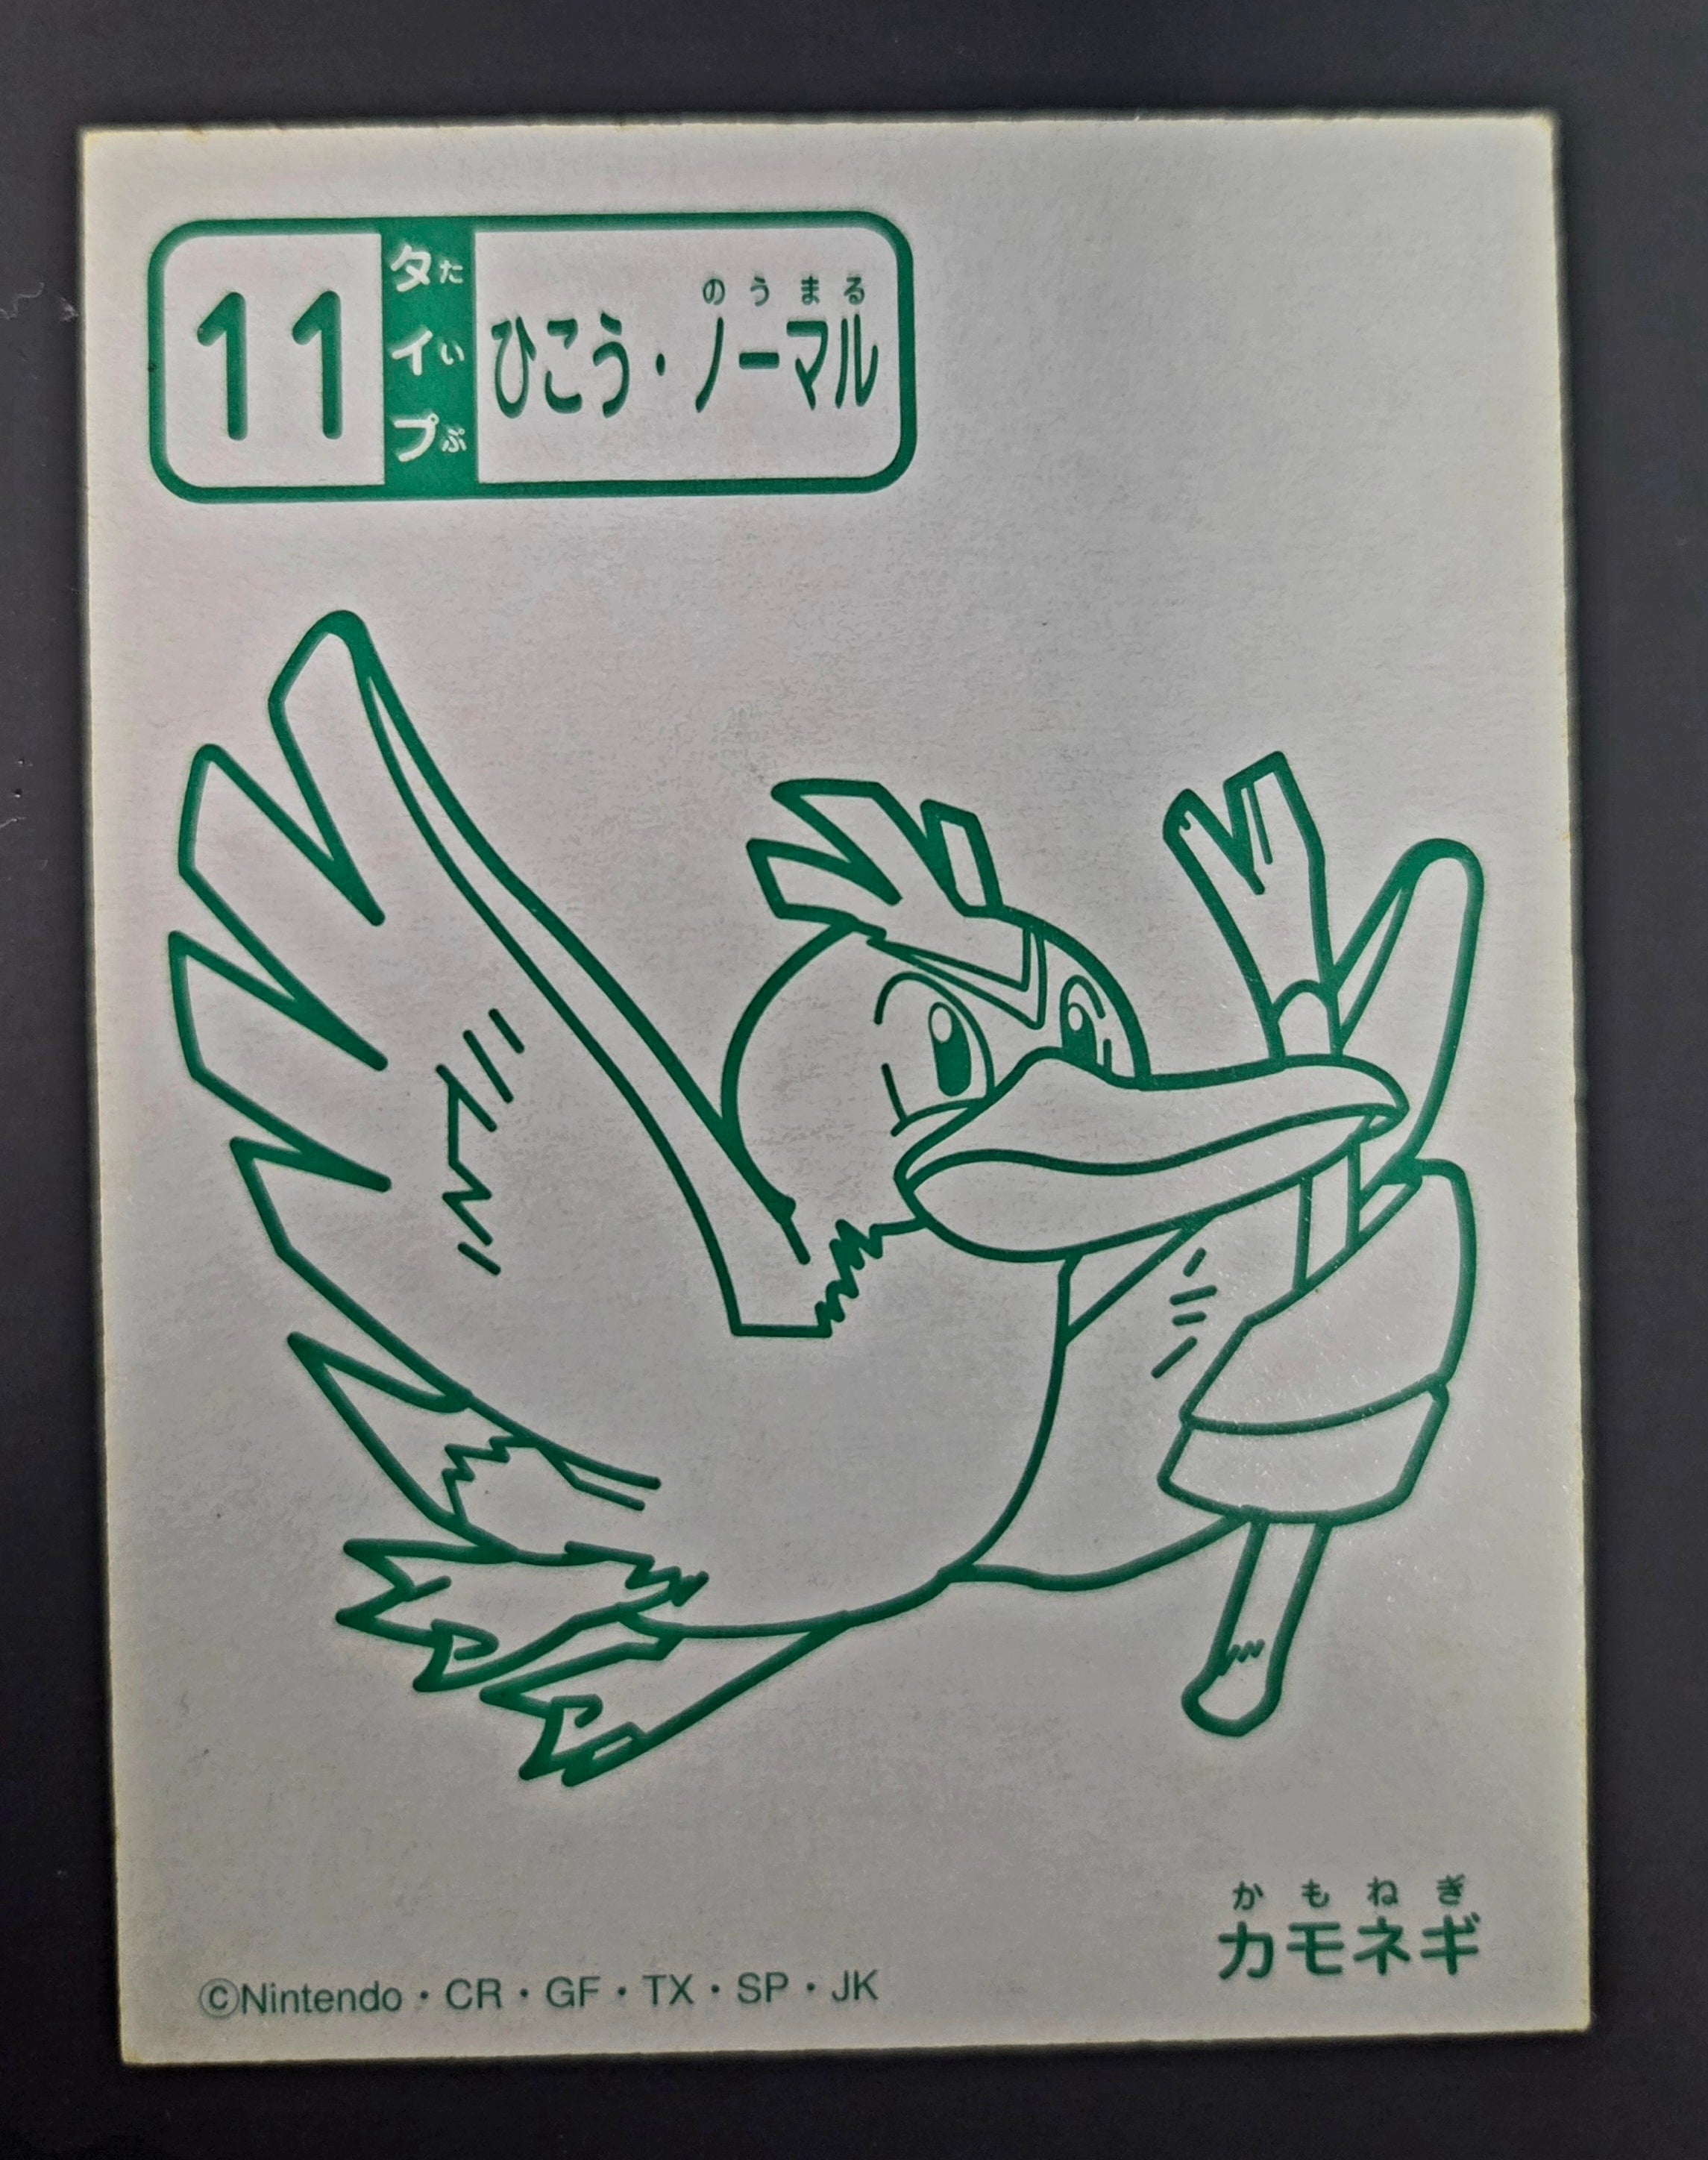 11
タイプ
たいぷ
のうまる
ひこう・ノーマル
かもねぎ
カモネギ
©Nintendo・CR・GF・TX・SP・JK